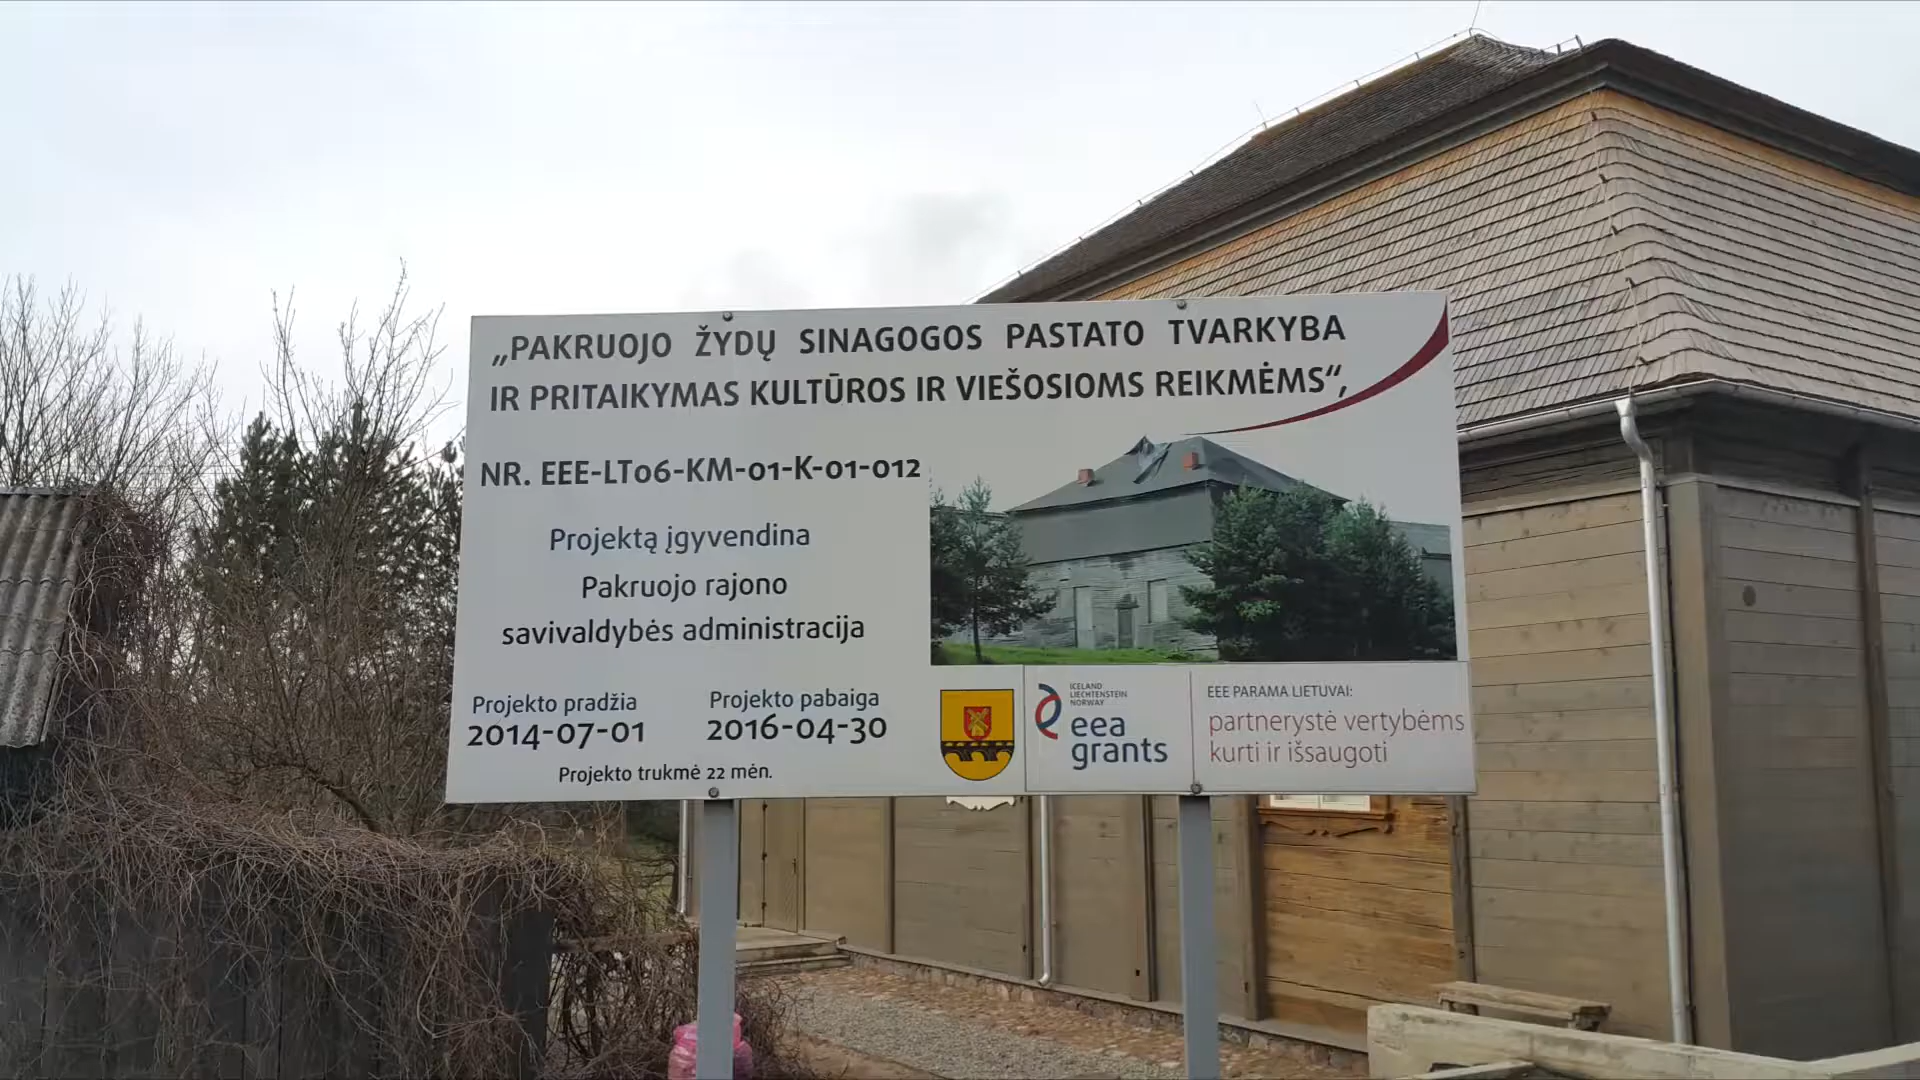 „PAKRUOJO ŽYDŲ SINAGOGOS PASTATO TVARKYBA
IR PRITAIKYMAS KULTŪROS IR VIEŠOSIOMS REIKMĖMS“,
NR. EEE-LT06-KM-01-K-01-012
Projektą įgyvendina
Pakruojo rajono
savivaldybės administracija
Projekto pradžia
2014-07-01
Projekto pabaiga
2016-04-30
Projekto trukmė 22 mėn.
ICELAND
LIECHTENSTEIN
NORWAY
eea
grants
EEE PARAMA LIETUVAI:
partnerystė vertybėms
kurti ir išsaugoti